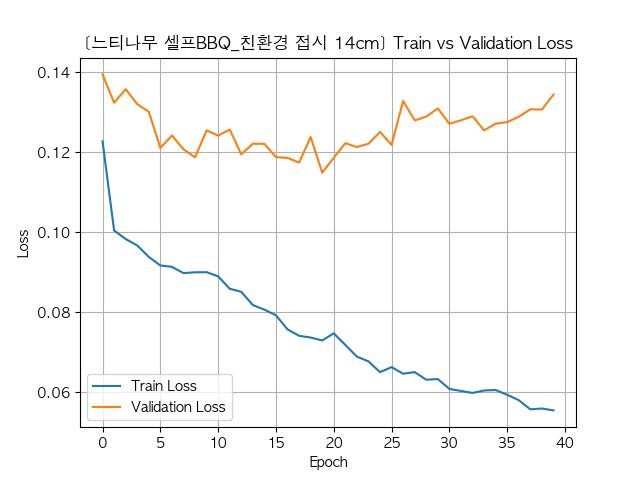 [느티나무 셀프BBQ_친환경 접시 14cm] Train vs Validation Loss
0.14
0.12
0.10
0.08
0.06
Loss
Train Loss
Validation Loss
0 5 10 15 20 25 30 35 40
Epoch